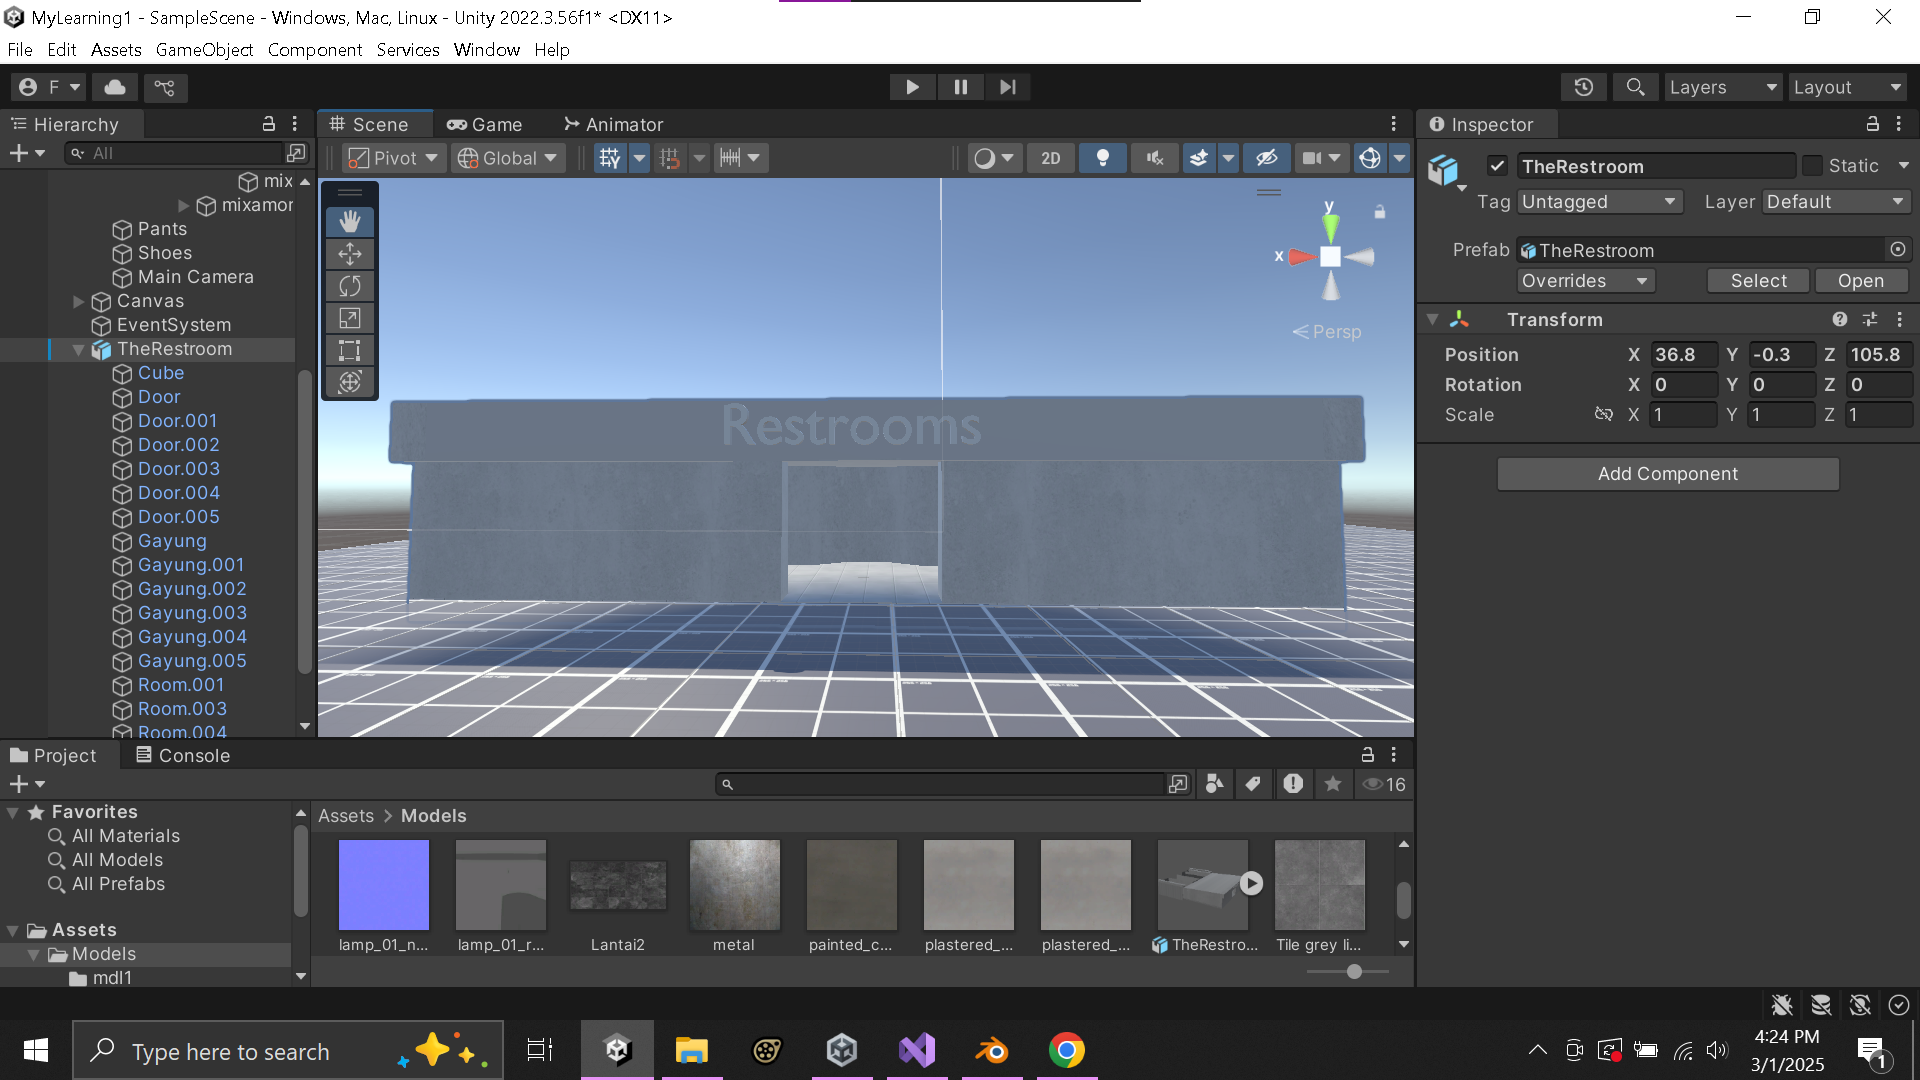 MyLearning1 - SampleScene - Windows, Mac, Linux - Unity 2022.3.56f1* <DX11>
File Edit Assets GameObject Component Services Window Help
F
Layers
Layout
Hierarchy
Scene
Game
Animator
Inspector
All
Pivot
Global
2D
TheRestroom
Static
Tag
Untagged
Layer
Default
Prefab
TheRestroom
Overrides
Select
Open
Transform
Position X 36.8 Y -0.3 Z 105.8
Rotation X 0 Y 0 Z 0
Scale X 1 Y 1 Z 1
Add Component
mix
mixamor
Pants
Shoes
Main Camera
Canvas
EventSystem
TheRestroom
Cube
Door
Door.001
Door.002
Door.003
Door.004
Door.005
Gayung
Gayung.001
Gayung.002
Gayung.003
Gayung.004
Gayung.005
Room.001
Room.003
Room.004
y
x
Persp
Restrooms
Project
Console
16
Favorites
All Materials
All Models
All Prefabs
Assets
Models
mdl1
Assets > Models
lamp_01_n...
lamp_01_r...
Lantai2
metal
painted_c...
plastered_...
plastered_...
TheRestro...
Tile grey li...
Type here to search
4:24 PM
3/1/2025
1